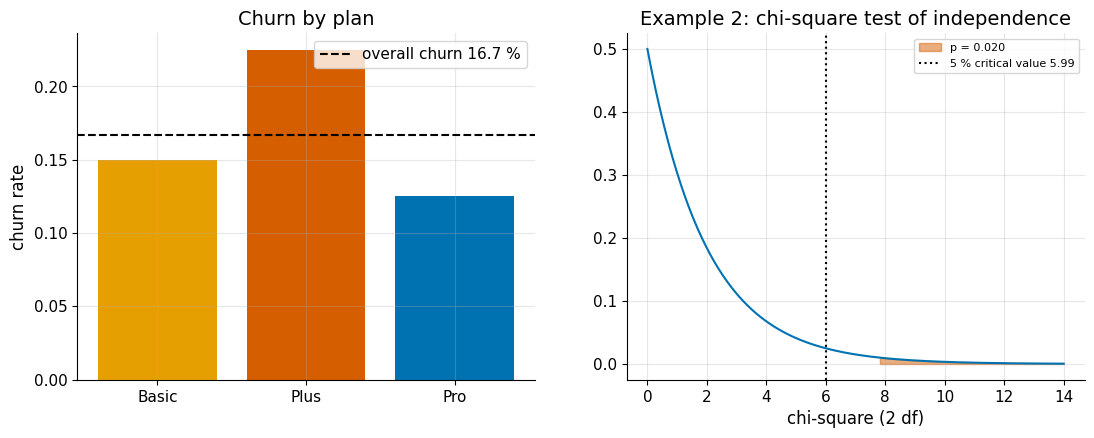 Churn by plan
overall churn 16.7 %
churn rate
0.20
0.15
0.10
0.05
0.00
Basic
Plus
Pro
Example 2: chi-square test of independence
p = 0.020
5 % critical value 5.99
0.5
0.4
0.3
0.2
0.1
0.0
0 2 4 6 8 10 12 14
chi-square (2 df)